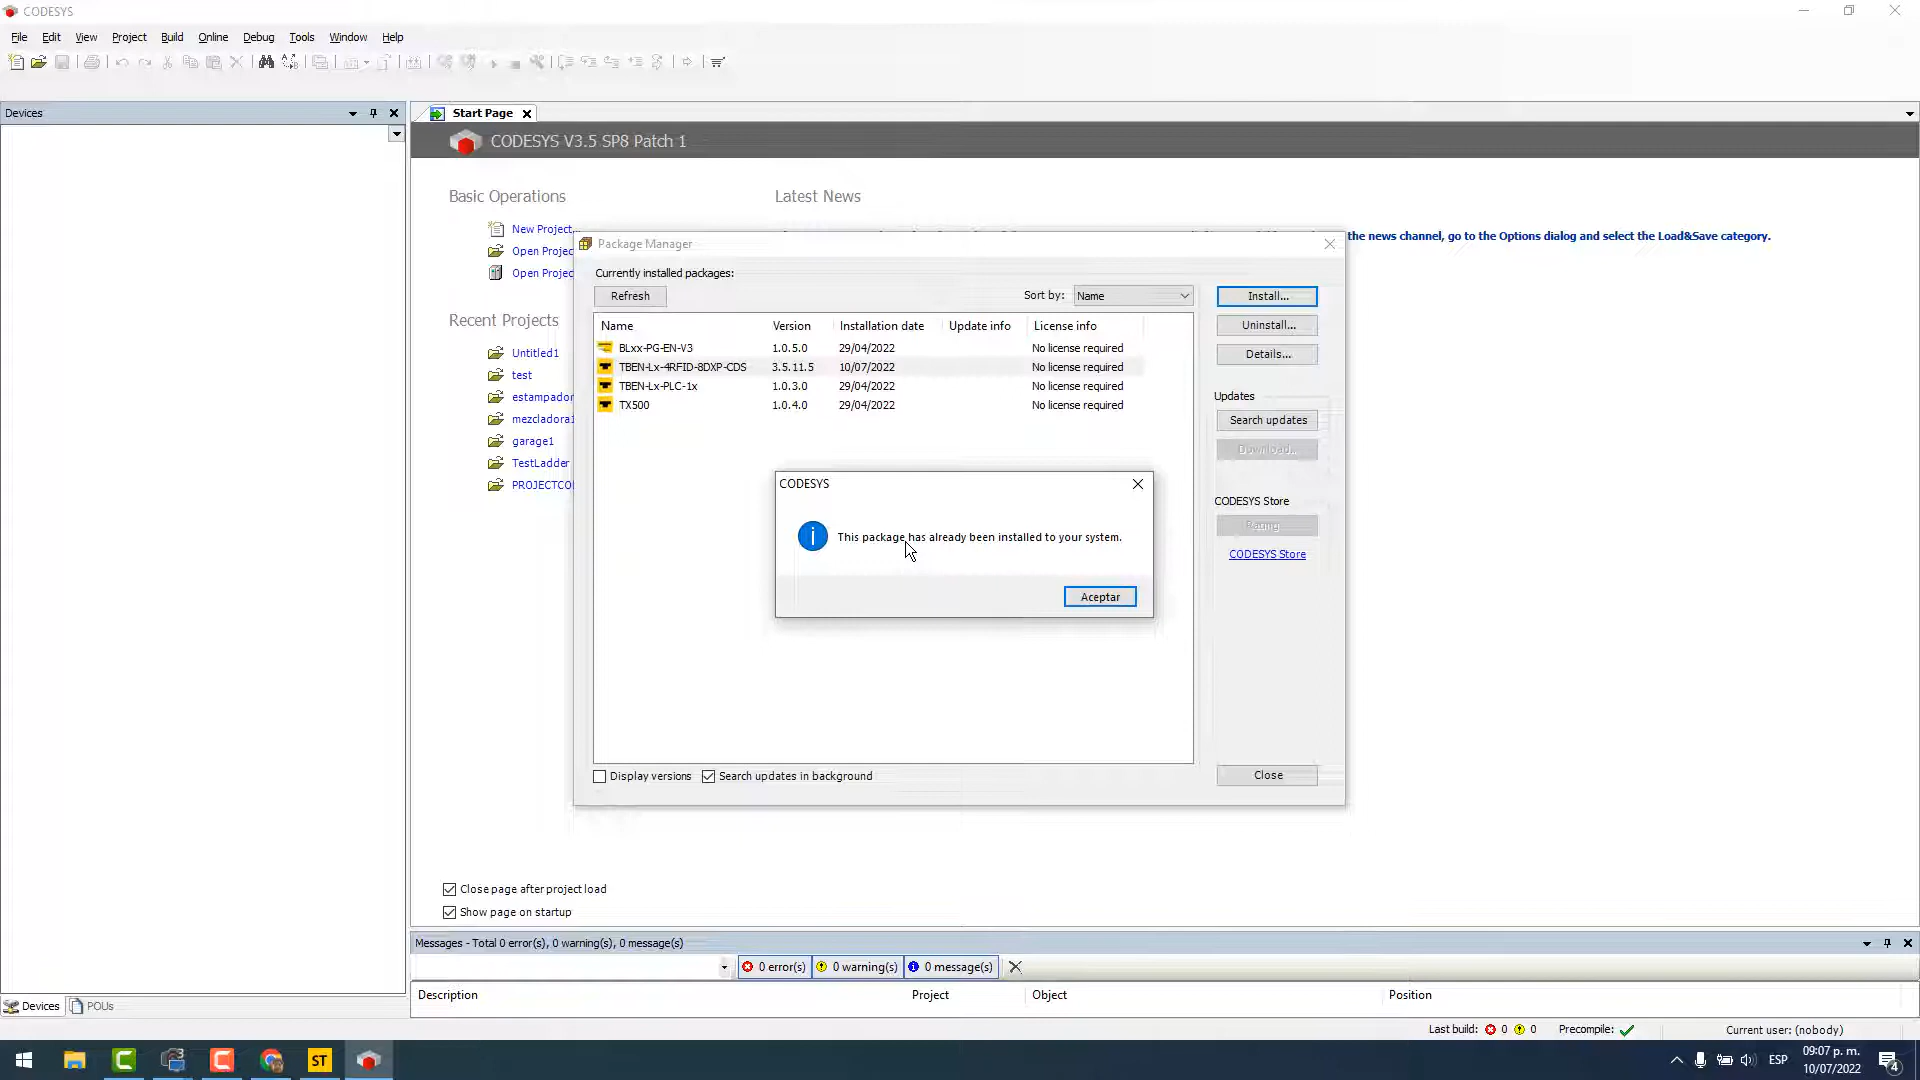 CODESYS
File Edit View Project Build Online Debug Tools Window Help
Devices
Start Page
CODESYS V3.5 SP8 Patch 1
Basic Operations
Latest News
New Project...
Open Projec
Open Projec
the news channel, go to the Options dialog and select the Load&Save category.
Recent Projects
Untitled1
test
estampador
mezcladora1
garage1
TestLadder
PROJECTCO
Package Manager
Currently installed packages:
Refresh
Sort by: Name
Name Version Installation date Update info License info
BLxx-PG-EN-V3 1.0.5.0 29/04/2022 No license required
TBEN-Lx-4RFID-8DXP-CDS 3.5.11.5 10/07/2022 No license required
TBEN-Lx-PLC-1x 1.0.3.0 29/04/2022 No license required
TX500 1.0.4.0 29/04/2022 No license required
Install...
Uninstall...
Details...
Updates
Search updates
Download...
CODESYS Store
Rating...
CODESYS Store
CODESYS
This package has already been installed to your system.
Aceptar
Display versions Search updates in background
Close
Close page after project load
Show page on startup
Messages - Total 0 error(s), 0 warning(s), 0 message(s)
0 error(s) 0 warning(s) 0 message(s)
Description Project Object Position
Devices POUs
Last build: 0 0 Precompile: Current user: (nobody)
ST
ESP
09:07 p. m.
10/07/2022
4